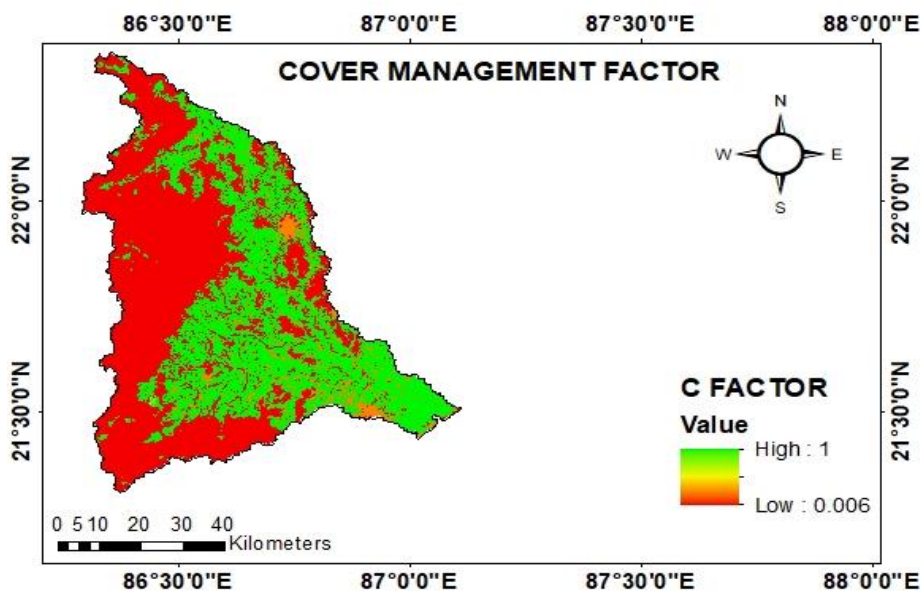 86°30'0"E 87°0'0"E 87°30'0"E 88°0'0"E
COVER MANAGEMENT FACTOR
N
W E
S
22°0'0"N 22°0'0"N
21°30'0"N 21°30'0"N
C FACTOR
Value
High : 1
Low : 0.006
0 5 10 20 30 40
Kilometers
86°30'0"E 87°0'0"E 87°30'0"E 88°0'0"E